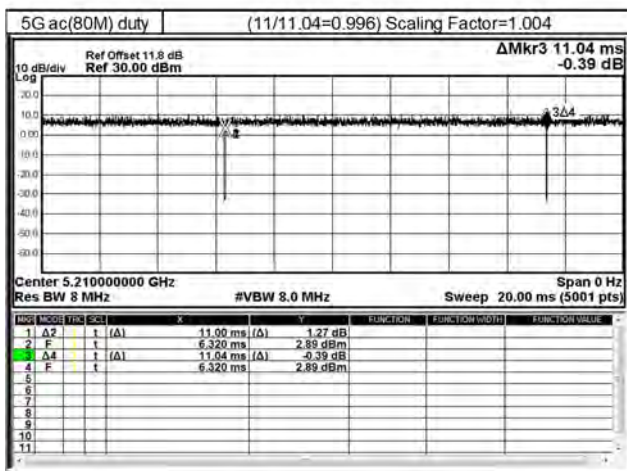 5G ac(80M) duty (11/11.04=0.996) Scaling Factor=1.004
ΔMkr3 11.04 ms
Ref Offset 11.8 dB
10 dB/div Ref 30.00 dBm -0.39 dB
Log
20.0
10.0 3Δ4
0.00
-10.0
-20.0
-30.0
-40.0
-50.0
-60.0
Center 5.210000000 GHz Span 0 Hz
Res BW 8 MHz #VBW 8.0 MHz Sweep 20.00 ms (5001 pts)
MKR MODE TRC SCL X Y FUNCTION FUNCTION WIDTH FUNCTION VALUE
1 Δ2 t (Δ) 11.00 ms (Δ) 1.27 dB
2 F t 6.320 ms 2.89 dBm
3 Δ4 t (Δ) 11.04 ms (Δ) -0.39 dB
4 F t 6.320 ms 2.89 dBm
5
6
7
8
9
10
11